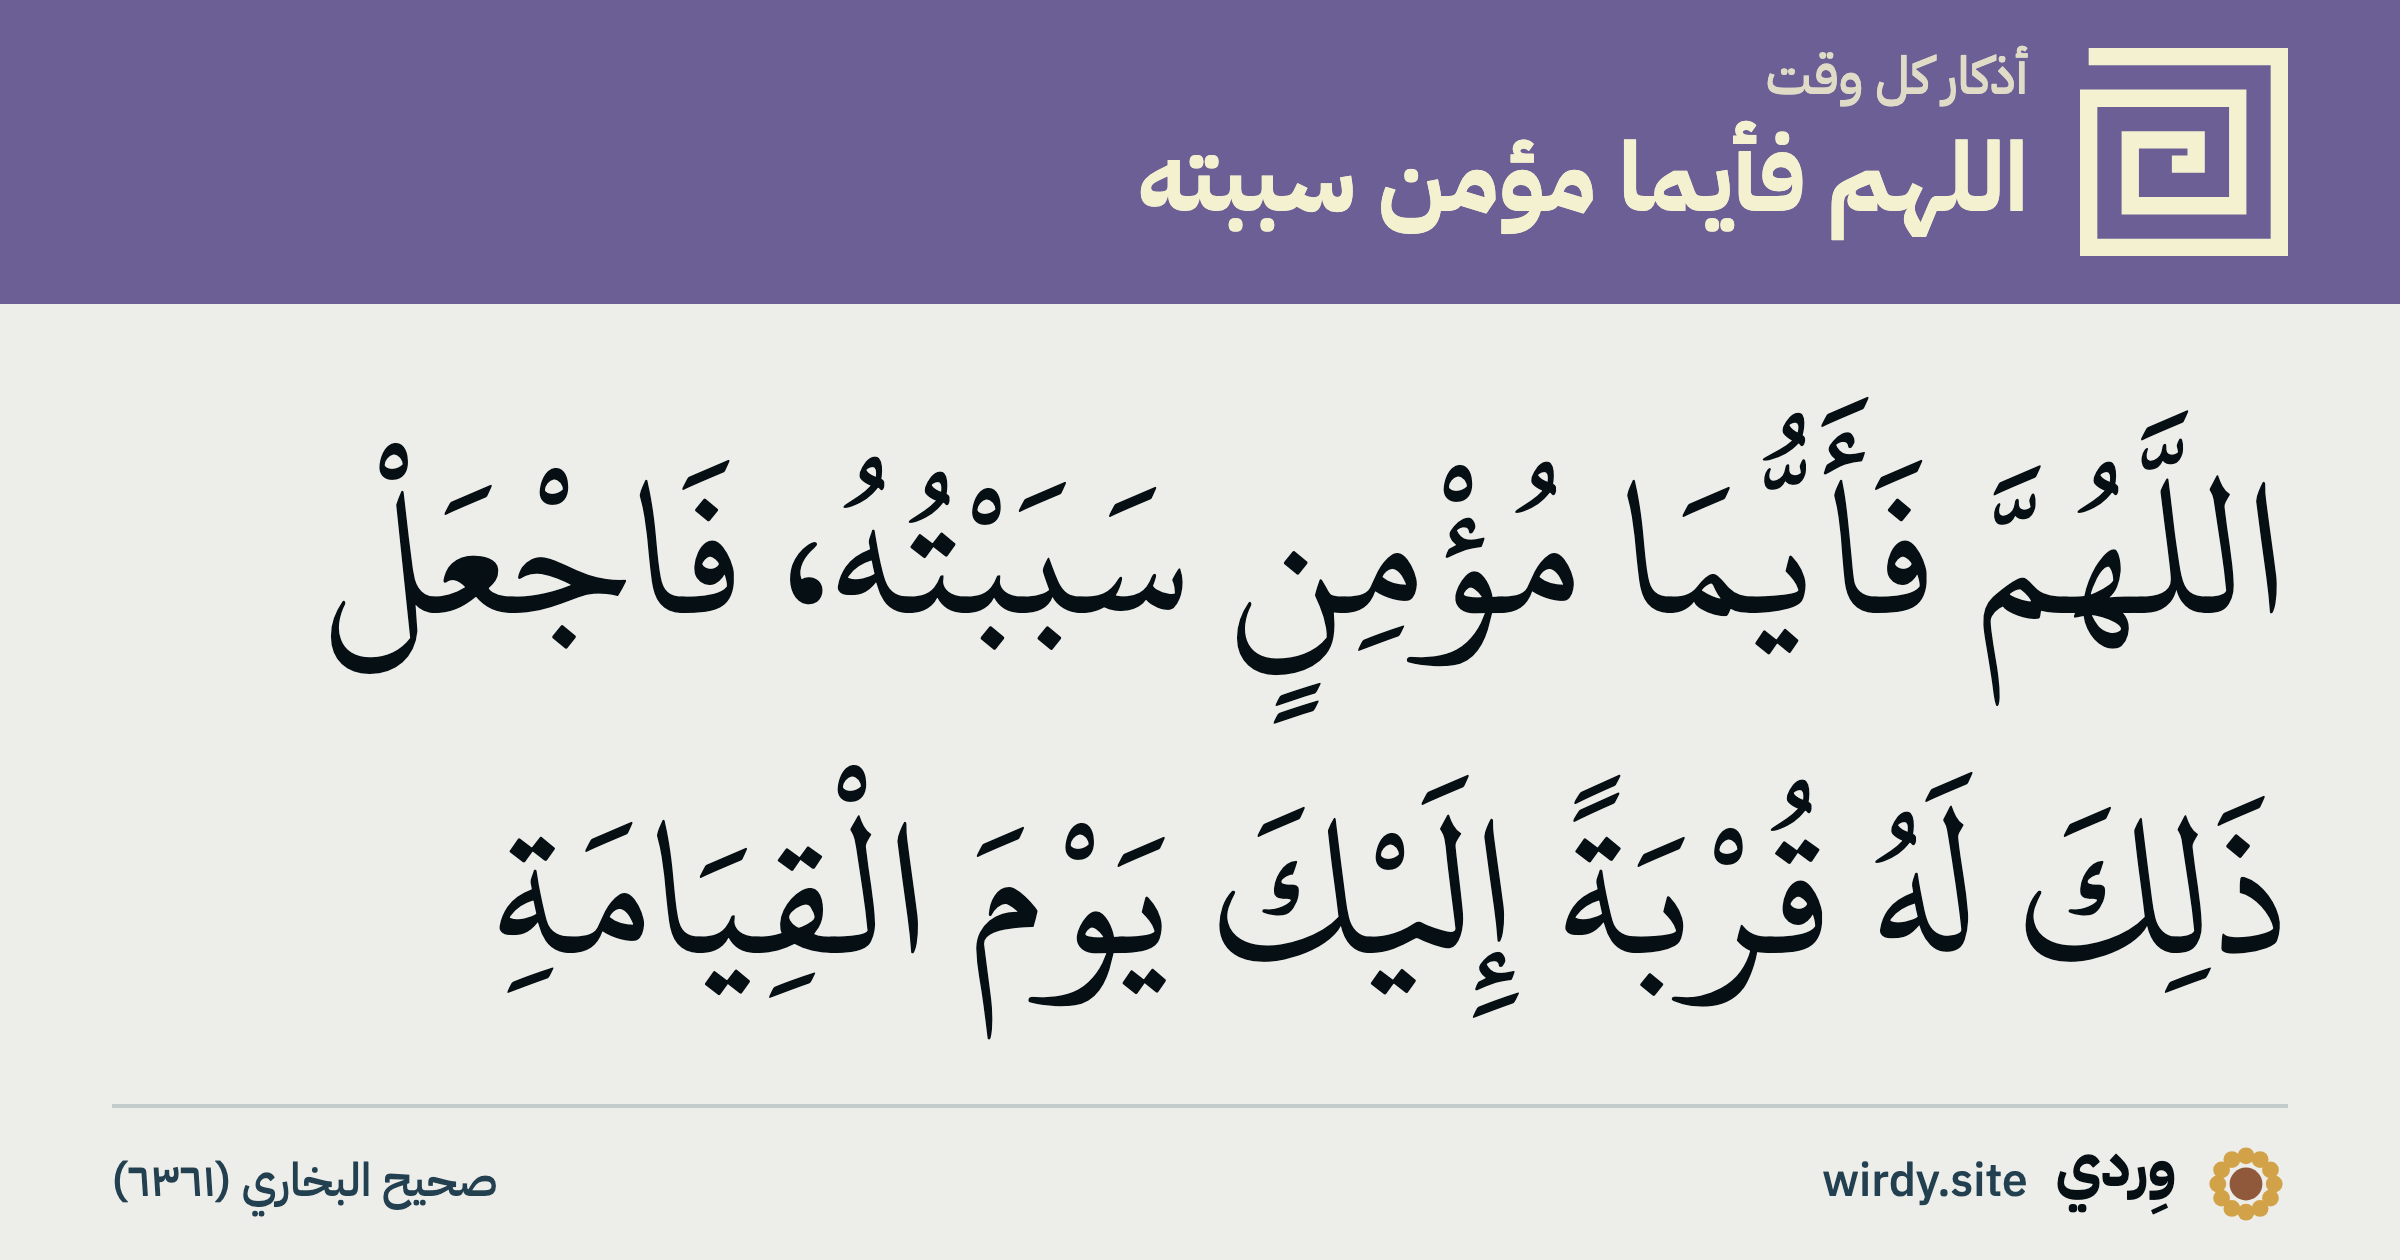 أذكار كل وقت
اللهم فأيما مؤمن سببته
اللَّهُمَّ فَأَيُّمَا مُؤْمِنٍ سَبَبْتُهُ، فَاجْعَلْ
ذَلِكَ لَهُ قُرْبَةً إِلَيْكَ يَوْمَ الْقِيَامَةِ
وِردي wirdy.site
صحيح البخاري (٦٣٦١)